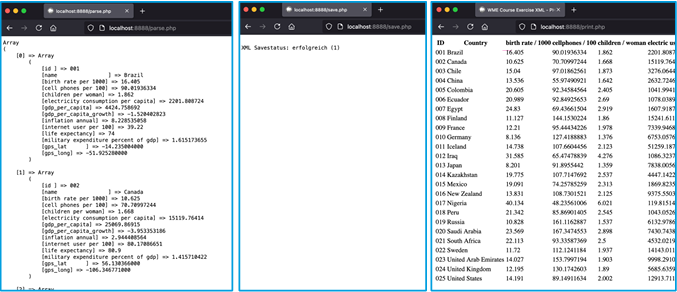 localhost:8888/parse.php
localhost:8888/parse.php
Array
(
[0] => Array
(
[id ] => 001
[name ] => Brazil
[birth rate per 1000] => 16.405
[cell phones per 100] => 90.01936334
[children per woman] => 1.862
[electricity consumption per capita] => 2201.808724
[gdp_per_capita] => 4424.758692
[gdp_per_capita_growth] => -1.520402823
[inflation annual] => 8.228535058
[internet user per 100] => 39.22
[life expectancy] => 74
[military expenditure percent of gdp] => 1.615173655
[gps_lat ] => -14.235004000
[gps_long] => -51.925280000
)
[1] => Array
(
[id ] => 002
[name ] => Canada
[birth rate per 1000] => 10.625
[cell phones per 100] => 70.70997244
[children per woman] => 1.668
[electricity consumption per capita] => 15119.76414
[gdp_per_capita] => 25069.86915
[gdp_per_capita_growth] => -3.953353186
[inflation annual] => 2.944408564
[internet user per 100] => 80.17086651
[life expectancy] => 80.9
[military expenditure percent of gdp] => 1.415710422
[gps_lat ] => 56.130366000
[gps_long] => -106.346771000
)
[2] => Array
localhost:8888/save.php
localhost:8888/save.php
XML Savestatus: erfolgreich (1)
WME Course Exercise XML - Pri
localhost:8888/print.php
ID Country birth rate / 1000 cellphones / 100 children / woman electric us
001 Brazil 16.405 90.01936334 1.862 2201.8087
002 Canada 10.625 70.70997244 1.668 15119.764
003 Chile 15.04 97.01862561 1.873 3276.0644
004 China 13.536 55.97490921 1.642 2632.7246
005 Colombia 20.605 92.34584564 2.405 1041.9941
006 Ecuador 20.989 92.84925653 2.69 1078.0389
007 Egypt 24.83 69.43661504 2.919 1607.9187
008 Finland 11.127 144.1530224 1.86 15241.611
009 France 12.21 95.44434226 1.978 7339.9468
010 Germany 8.136 127.4188883 1.376 6753.0576
011 Iceland 14.738 107.6604456 2.123 51259.187
012 Iraq 31.585 65.47478839 4.276 1086.3237
013 Japan 8.201 91.8955442 1.359 7838.0056
014 Kazakhstan 19.775 107.7147692 2.537 4447.1422
015 Mexico 19.091 74.25785259 2.313 1869.8235
016 New Zealand 13.831 108.7301521 2.125 9375.5503
017 Nigeria 40.134 48.23561006 6.021 119.81514
018 Peru 21.342 85.86901405 2.545 1043.0526
019 Russia 10.828 161.1162887 1.537 6132.9786
020 Saudi Arabia 23.569 167.3474553 2.898 7430.7438
021 South Africa 22.113 93.33587369 2.5 4532.0219
022 Sweden 11.72 112.1241184 1.937 14143.011
023 United Arab Emirates 14.027 153.7997194 1.903 9998.2910
024 United Kingdom 12.195 130.1742603 1.89 5685.6359
025 United States 14.191 89.14911634 2.002 12913.711